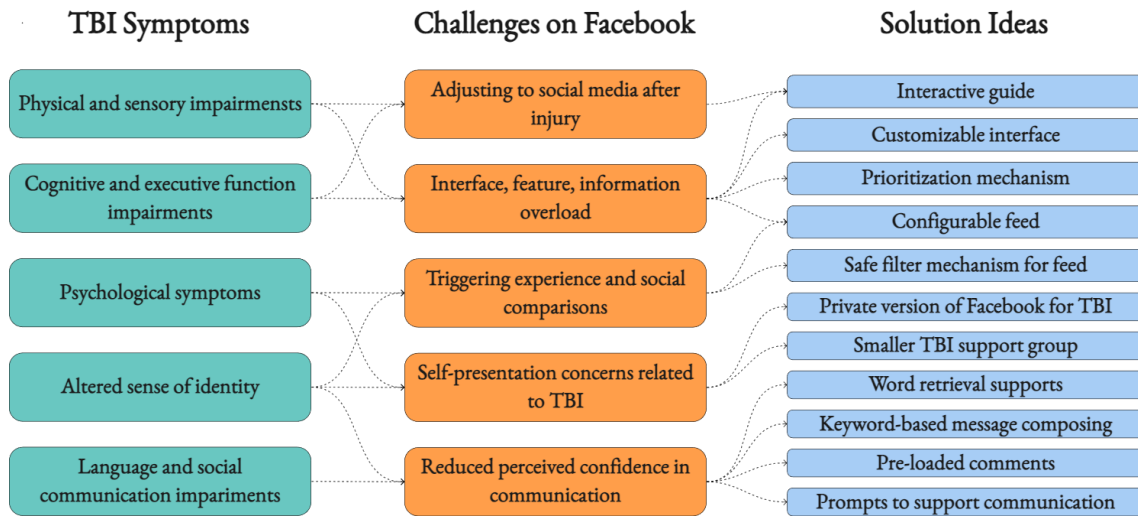 TBI Symptoms
Challenges on Facebook
Solution Ideas
Physical and sensory impairmensts
Cognitive and executive function
impairments
Psychological symptoms
Altered sense of identity
Language and social
communication impariments
Adjusting to social media after
injury
Interface, feature, information
overload
Triggering experience and social
comparisons
Self-presentation concerns related
to TBI
Reduced perceived confidence in
communication
Interactive guide
Customizable interface
Prioritization mechanism
Configurable feed
Safe filter mechanism for feed
Private version of Facebook for TBI
Smaller TBI support group
Word retrieval supports
Keyword-based message composing
Pre-loaded comments
Prompts to support communication